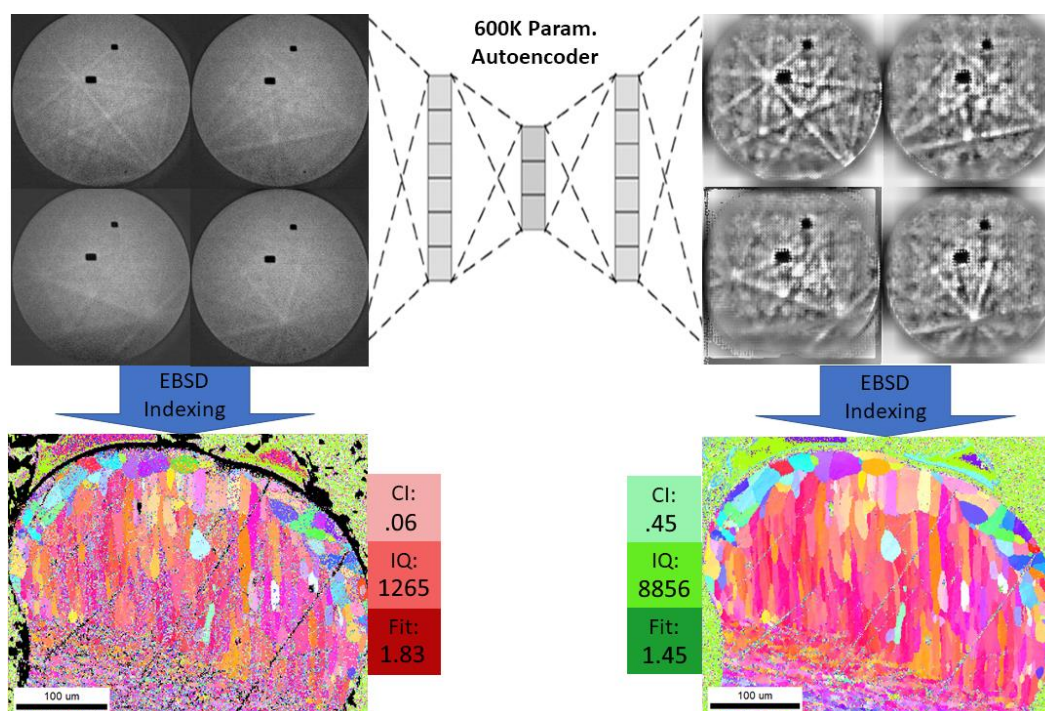 600K Param.
Autoencoder
EBSD
Indexing
EBSD
Indexing
CI:
.06
IQ:
1265
Fit:
1.83
CI:
.45
IQ:
8856
Fit:
1.45
100 um
100 um